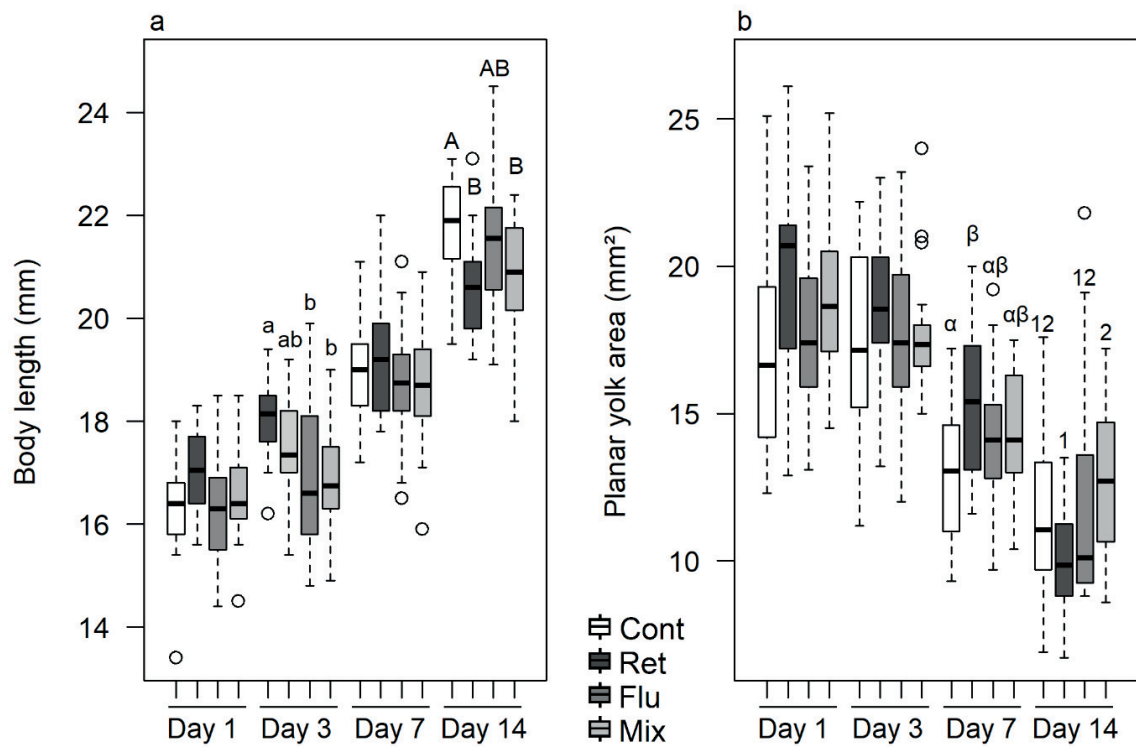 a
Body length (mm)
24
22
20
18
16
14
a
ab
b
b
A
B
AB
B
Day 1
Day 3
Day 7
Day 14
Cont
Ret
Flu
Mix
b
Planar yolk area (mm²)
25
20
15
10
α
β
αβ
αβ
12
1
12
2
Day 1
Day 3
Day 7
Day 14